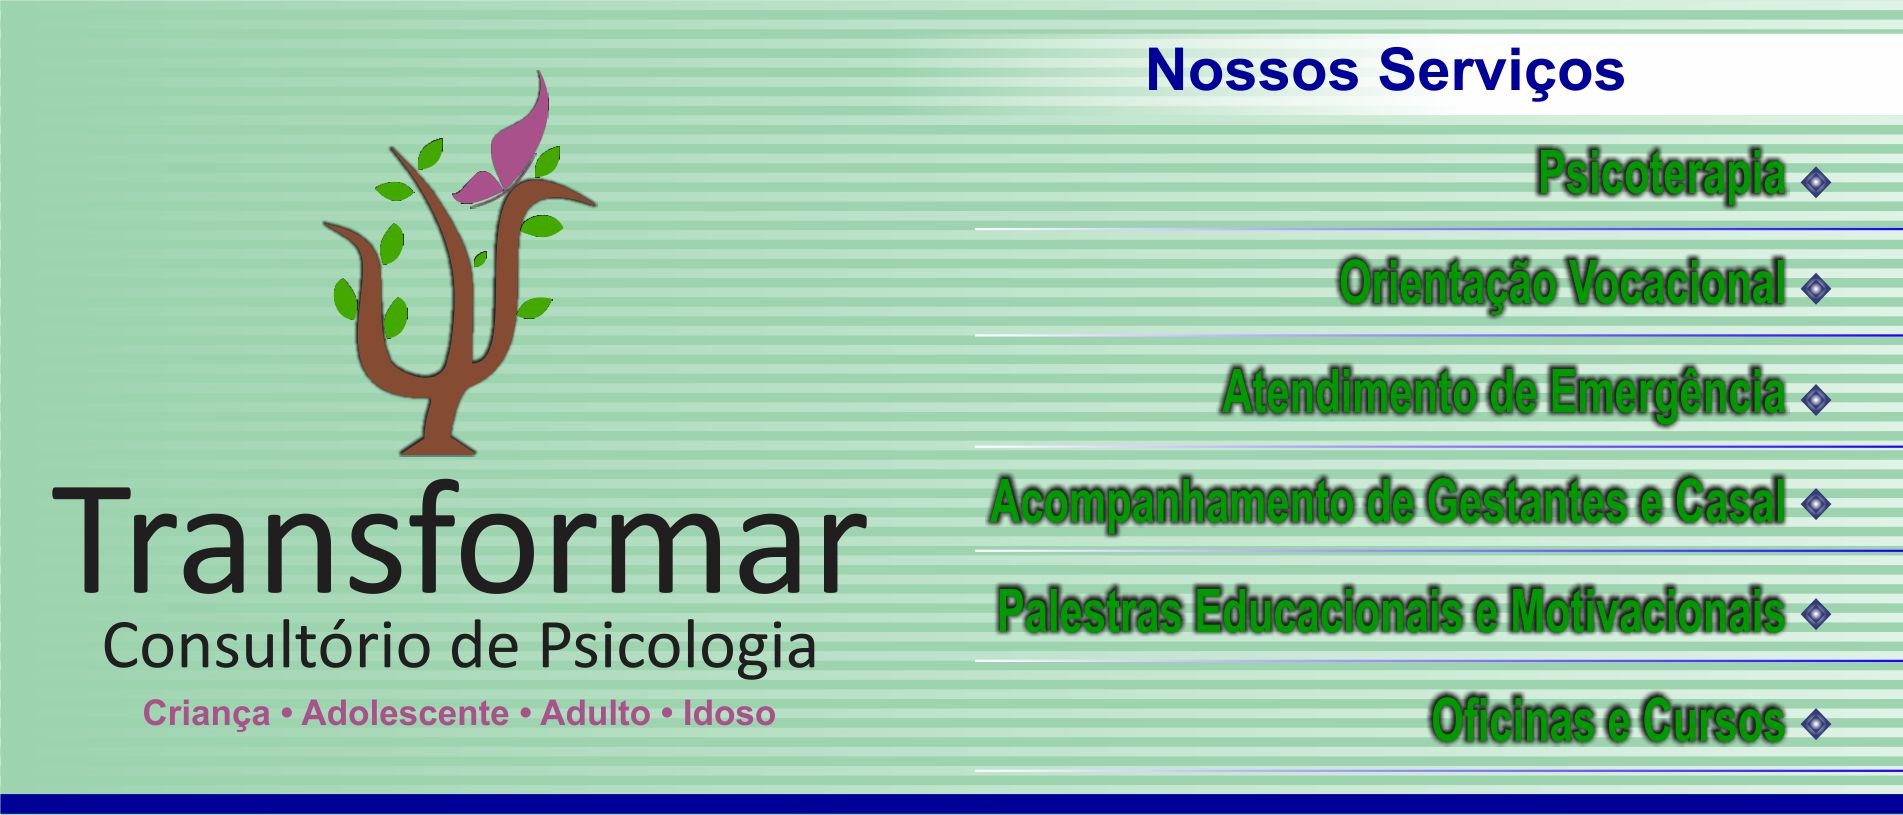 Transformar
Consultório de Psicologia
Criança • Adolescente • Adulto • Idoso
Nossos Serviços
Psicoterapia
Orientação Vocacional
Atendimento de Emergência
Acompanhamento de Gestantes e Casal
Palestras Educacionais e Motivacionais
Oficinas e Cursos